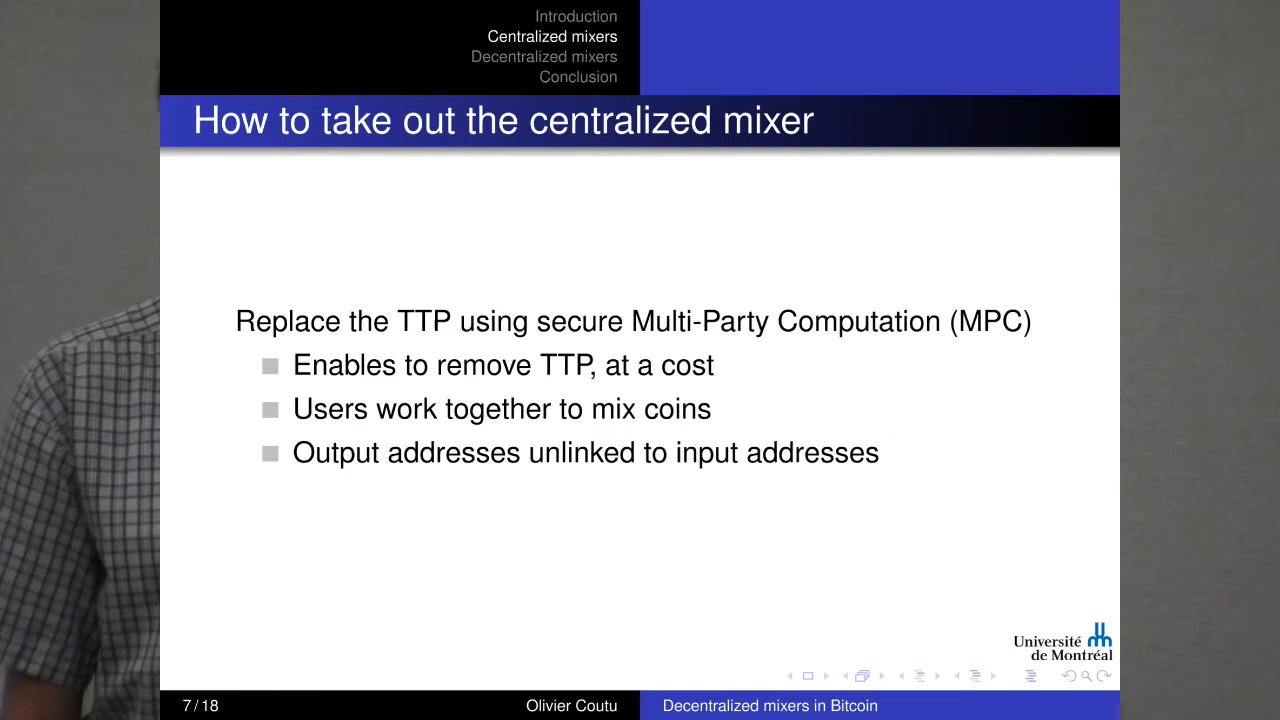 Introduction
Centralized mixers
Decentralized mixers
Conclusion
How to take out the centralized mixer
Replace the TTP using secure Multi-Party Computation (MPC)
Enables to remove TTP, at a cost
Users work together to mix coins
Output addresses unlinked to input addresses
Université
de Montréal
7 / 18
Olivier Coutu
Decentralized mixers in Bitcoin